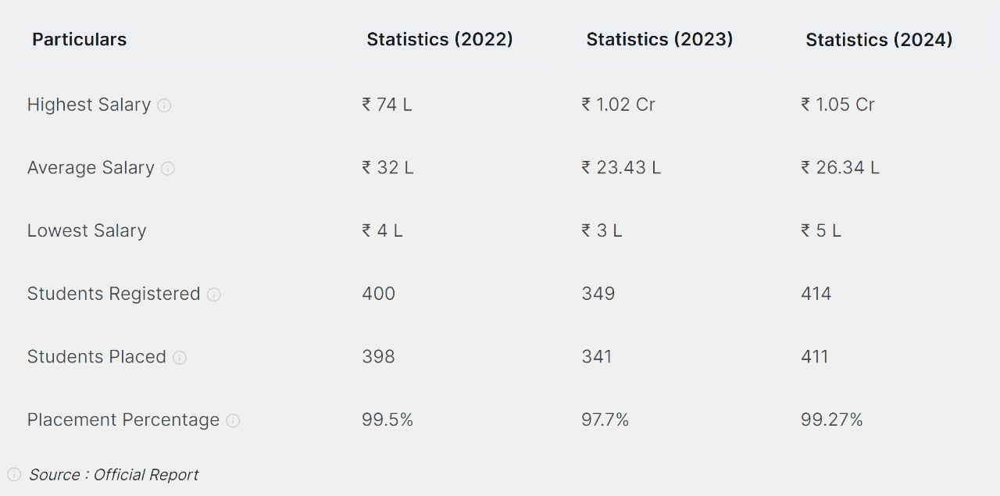 Particulars Statistics (2022) Statistics (2023) Statistics (2024)
Highest Salary ₹ 74 L ₹ 1.02 Cr ₹ 1.05 Cr
Average Salary ₹ 32 L ₹ 23.43 L ₹ 26.34 L
Lowest Salary ₹ 4 L ₹ 3 L ₹ 5 L
Students Registered 400 349 414
Students Placed 398 341 411
Placement Percentage 99.5% 97.7% 99.27%
Source : Official Report